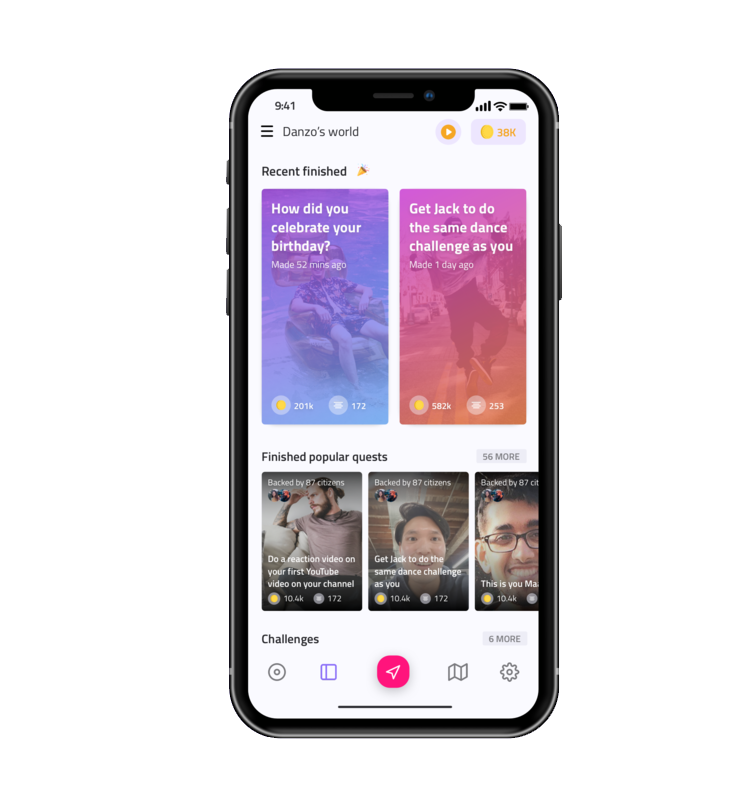 9:41
Danzo's world
38K
Recent finished
How did you
celebrate your
birthday?
Made 52 mins ago
201k 172
Get Jack to do
the same dance
challenge as you
Made 1 day ago
582k 253
Finished popular quests
56 MORE
Backed by 87 citizens
Do a reaction video on
your first YouTube
video on your channel
10.4k 172
Backed by 87 citizens
Get Jack to do the
same dance challenge
as you
10.4k 172
Backed by 87 cit
This is you Ma
10.4k
Challenges
6 MORE